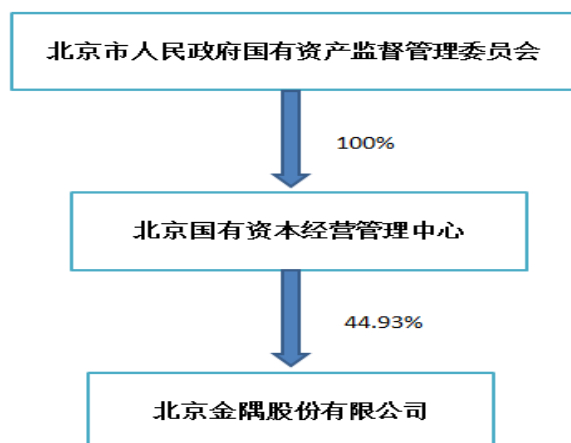 北京市人民政府国有资产监督管理委员会
100%
北京国有资本经营管理中心
44.93%
北京金隅股份有限公司